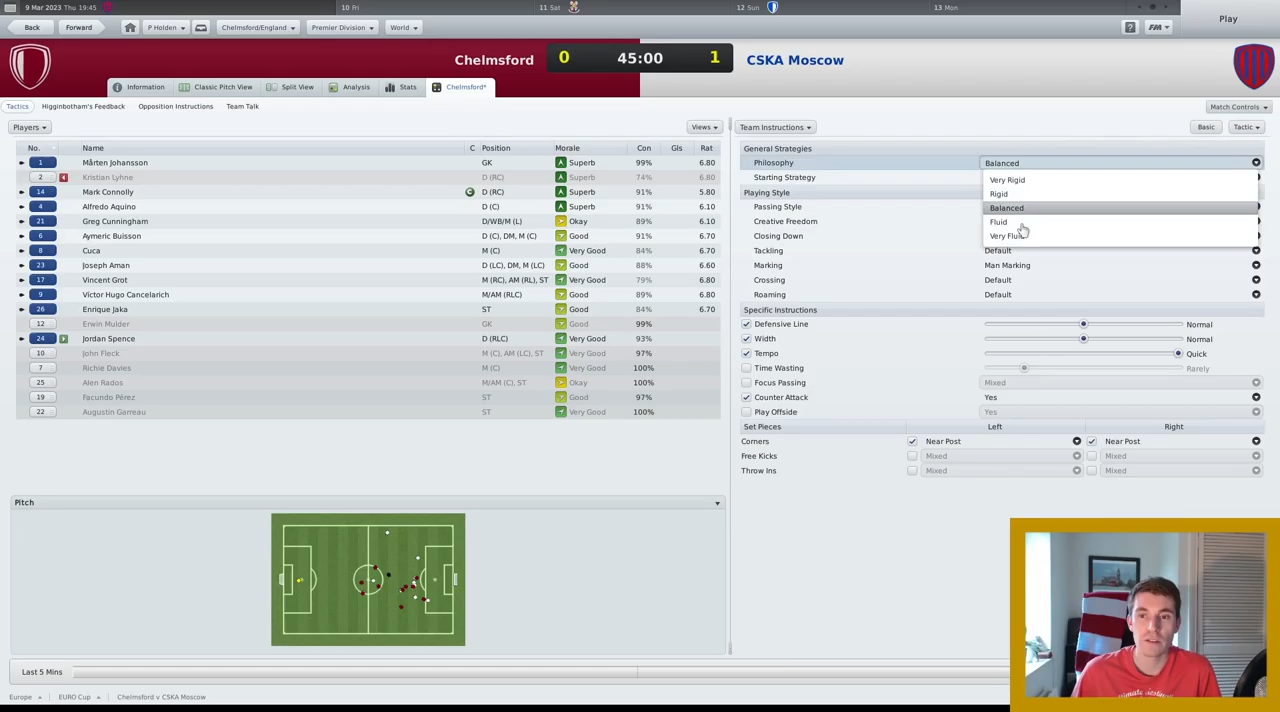 9 Mar 2023 Thu 19:45 10 Fri 11 Sat 12 Sun 13 Mon
Back Forward P Holden Chelmsford/England Premier Division World ? FM Play
Chelmsford 0 45:00 1 CSKA Moscow
Information Classic Pitch View Split View Analysis Stats Chelmsford*
Tactics Higginbotham's Feedback Opposition Instructions Team Talk Match Controls
Players Views Team Instructions Basic Tactic
No. Name C Position Morale Con Gls Rat
1 Mårten Johansson GK Superb 99% 6.80
2 Kristian Lyhne D (RC) Superb 74% 6.80
14 Mark Connolly C D (RC) Superb 91% 5.80
4 Alfredo Aquino D (C) Superb 91% 6.10
21 Greg Cunningham D/WB/M (L) Okay 89% 6.10
6 Aymeric Buisson D (C), DM, M (C) Good 91% 6.70
8 Cuca M (C) Very Good 84% 6.70
23 Joseph Aman D (LC), DM, M (LC) Good 88% 6.60
17 Vincent Grot M (RC), AM (RL), ST Very Good 79% 6.80
9 Víctor Hugo Cancelarich M/AM (RLC) Good 89% 6.80
26 Enrique Jaka ST Good 84% 6.70
12 Erwin Mulder GK Good 99%
24 Jordan Spence D (RLC) Very Good 93%
10 John Fleck M (C), AM (LC), ST Very Good 97%
7 Richie Davies M (C) Very Good 100%
25 Alen Rados M/AM (C), ST Okay 100%
19 Facundo Pérez ST Good 97%
22 Augustin Garreau ST Very Good 100%
General Strategies
Philosophy Balanced
Starting Strategy
Very Rigid
Rigid
Balanced
Fluid
Very Fluid
Playing Style
Passing Style
Creative Freedom
Closing Down
Tackling Default
Marking Man Marking
Crossing Default
Roaming Default
Specific Instructions
Defensive Line Normal
Width Normal
Tempo Quick
Time Wasting Rarely
Focus Passing Mixed
Counter Attack Yes
Play Offside Yes
Set Pieces Left Right
Corners Near Post Near Post
Free Kicks Mixed Mixed
Throw Ins Mixed Mixed
Pitch
Last 5 Mins
Europe EURO Cup Chelmsford v CSKA Moscow